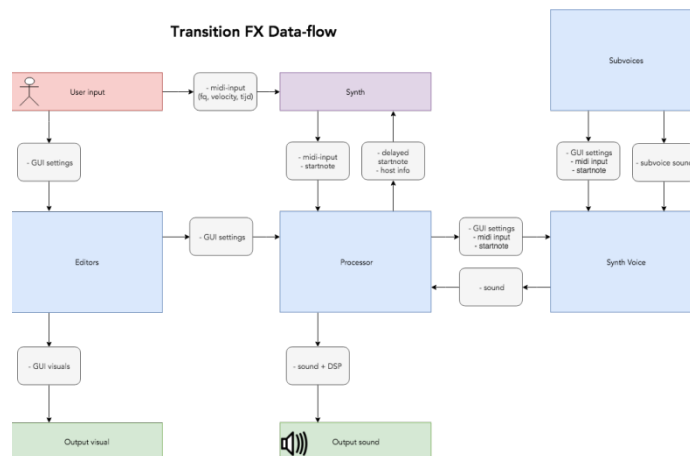 Transition FX Data-flow
Subvoices
User input
- midi-input
(fq, velocity, tijd)
Synth
- GUI settings
- midi-input
- startnote
- delayed
startnote
- host info
- GUI settings
- midi input
- startnote
- subvoice sound
Editors
- GUI settings
Processor
- GUI settings
- midi input
- startnote
Synth Voice
- sound
- GUI visuals
- sound + DSP
Output visual
Output sound